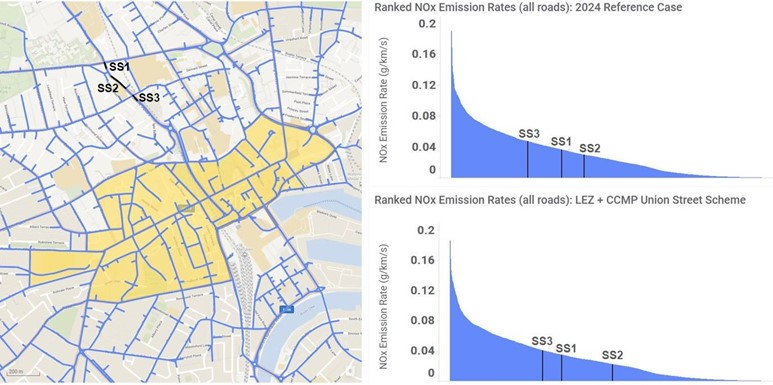 SS1
SS2
SS3
200 m
Ranked NOx Emission Rates (all roads): 2024 Reference Case
NOx Emission Rate (g/km/s)
0.2
0.16
0.12
0.08
0.04
0
SS3
SS1
SS2
Ranked NOx Emission Rates (all roads): LEZ + CCMP Union Street Scheme
NOx Emission Rate (g/km/s)
0.2
0.16
0.12
0.08
0.04
0
SS3
SS1
SS2